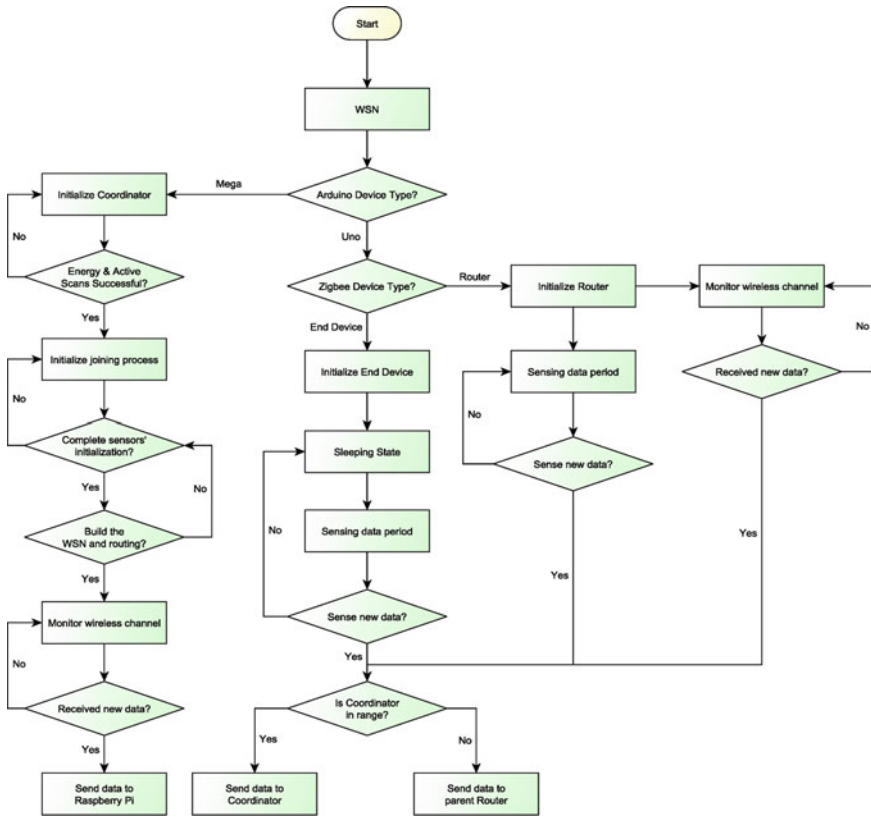 Start
WSN
Arduino Device Type?
Mega
Uno
Initialize Coordinator
No
Energy & Active
Scans Successful?
Yes
Initialize joining process
No
Complete sensors'
initialization?
Yes
No
Build the
WSN and routing?
Yes
Monitor wireless channel
No
Received new data?
Yes
Send data to
Raspberry Pi
Zigbee Device Type?
Router
End Device
Initialize End Device
Sleeping State
No
Sensing data period
Sense new data?
Yes
Initialize Router
Sensing data period
No
Sense new data?
Yes
Monitor wireless channel
No
Received new data?
Yes
Is Coordinator
in range?
Yes
No
Send data to
Coordinator
Send data to
parent Router